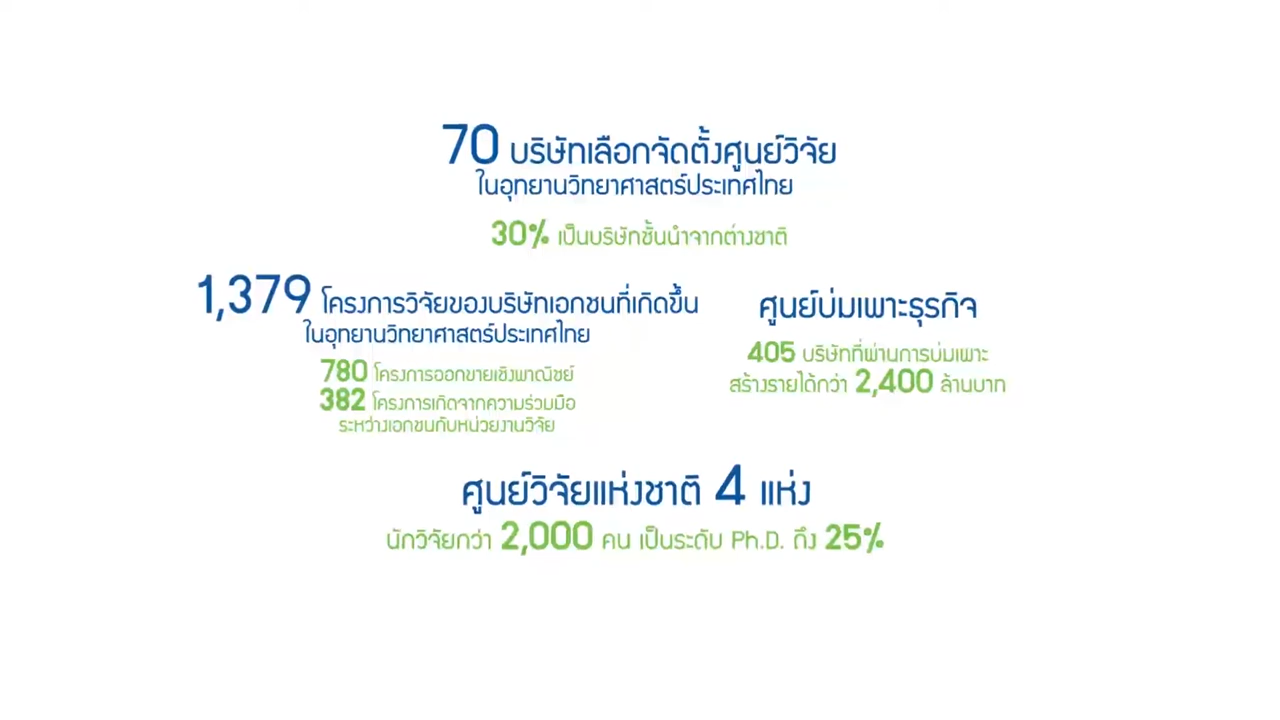 70 บริษัทเลือกจัดตั้งศูนย์วิจัย
ในอุทยานวิทยาศาสตร์ประเทศไทย
30% เป็นบริษัทชั้นนำจากต่างชาติ
1,379 โครงการวิจัยของบริษัทเอกชนที่เกิดขึ้น
ในอุทยานวิทยาศาสตร์ประเทศไทย
780 โครงการออกขายเชิงพาณิชย์
382 โครงการเกิดจากความร่วมมือ
ระหว่างเอกชนกับหน่วยงานวิจัย
ศูนย์บ่มเพาะธุรกิจ
405 บริษัทที่ผ่านการบ่มเพาะ
สร้างรายได้กว่า 2,400 ล้านบาท
ศูนย์วิจัยแห่งชาติ 4 แห่ง
นักวิจัยกว่า 2,000 คน เป็นระดับ Ph.D. ถึง 25%